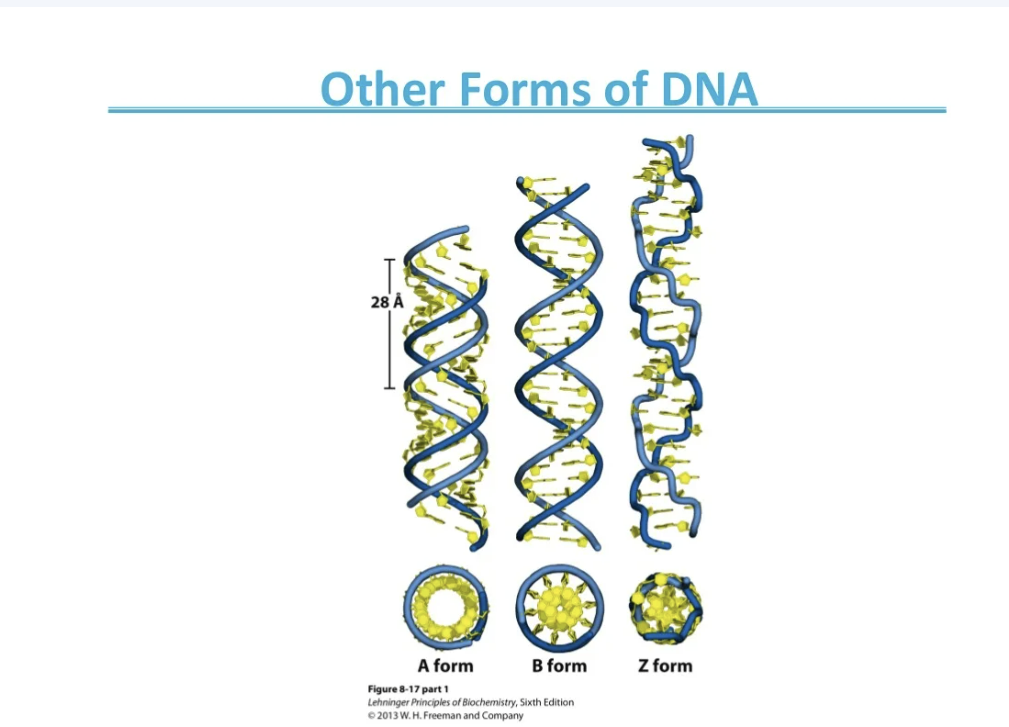 Other Forms of DNA
28 Å
A form
B form
Z form
Figure 8-17 part 1
Lehninger Principles of Biochemistry, Sixth Edition
© 2013 W. H. Freeman and Company